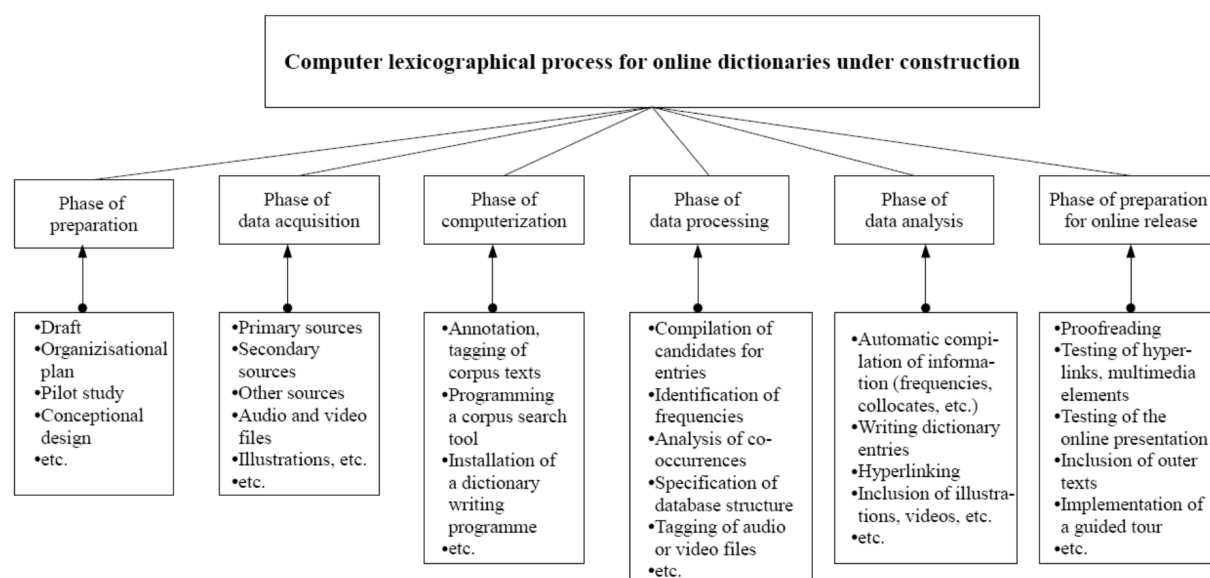 Computer lexicographical process for online dictionaries under construction
Phase of
preparation
Phase of
data acquisition
Phase of
computerization
Phase of
data processing
Phase of
data analysis
Phase of preparation
for online release
•Draft
•Organizisational
plan
•Pilot study
•Conceptional
design
•etc.
•Primary sources
•Secondary
sources
•Other sources
•Audio and video
files
•Illustrations, etc.
•etc.
•Annotation,
tagging of
corpus texts
•Programming
a corpus search
tool
•Installation of
a dictionary
writing
programme
•etc.
•Compilation of
candidates for
entries
•Identification of
frequencies
•Analysis of co-
occurrences
•Specification of
database structure
•Tagging of audio
or video files
•etc.
•Automatic compi-
lation of information
(frequencies,
collocates, etc.)
•Writing dictionary
entries
•Hyperlinking
•Inclusion of illustra-
tions, videos, etc.
•etc.
•Proofreading
•Testing of hyper-
links, multimedia
elements
•Testing of the
online presentation
•Inclusion of outer
texts
•Implementation of
a guided tour
•etc.